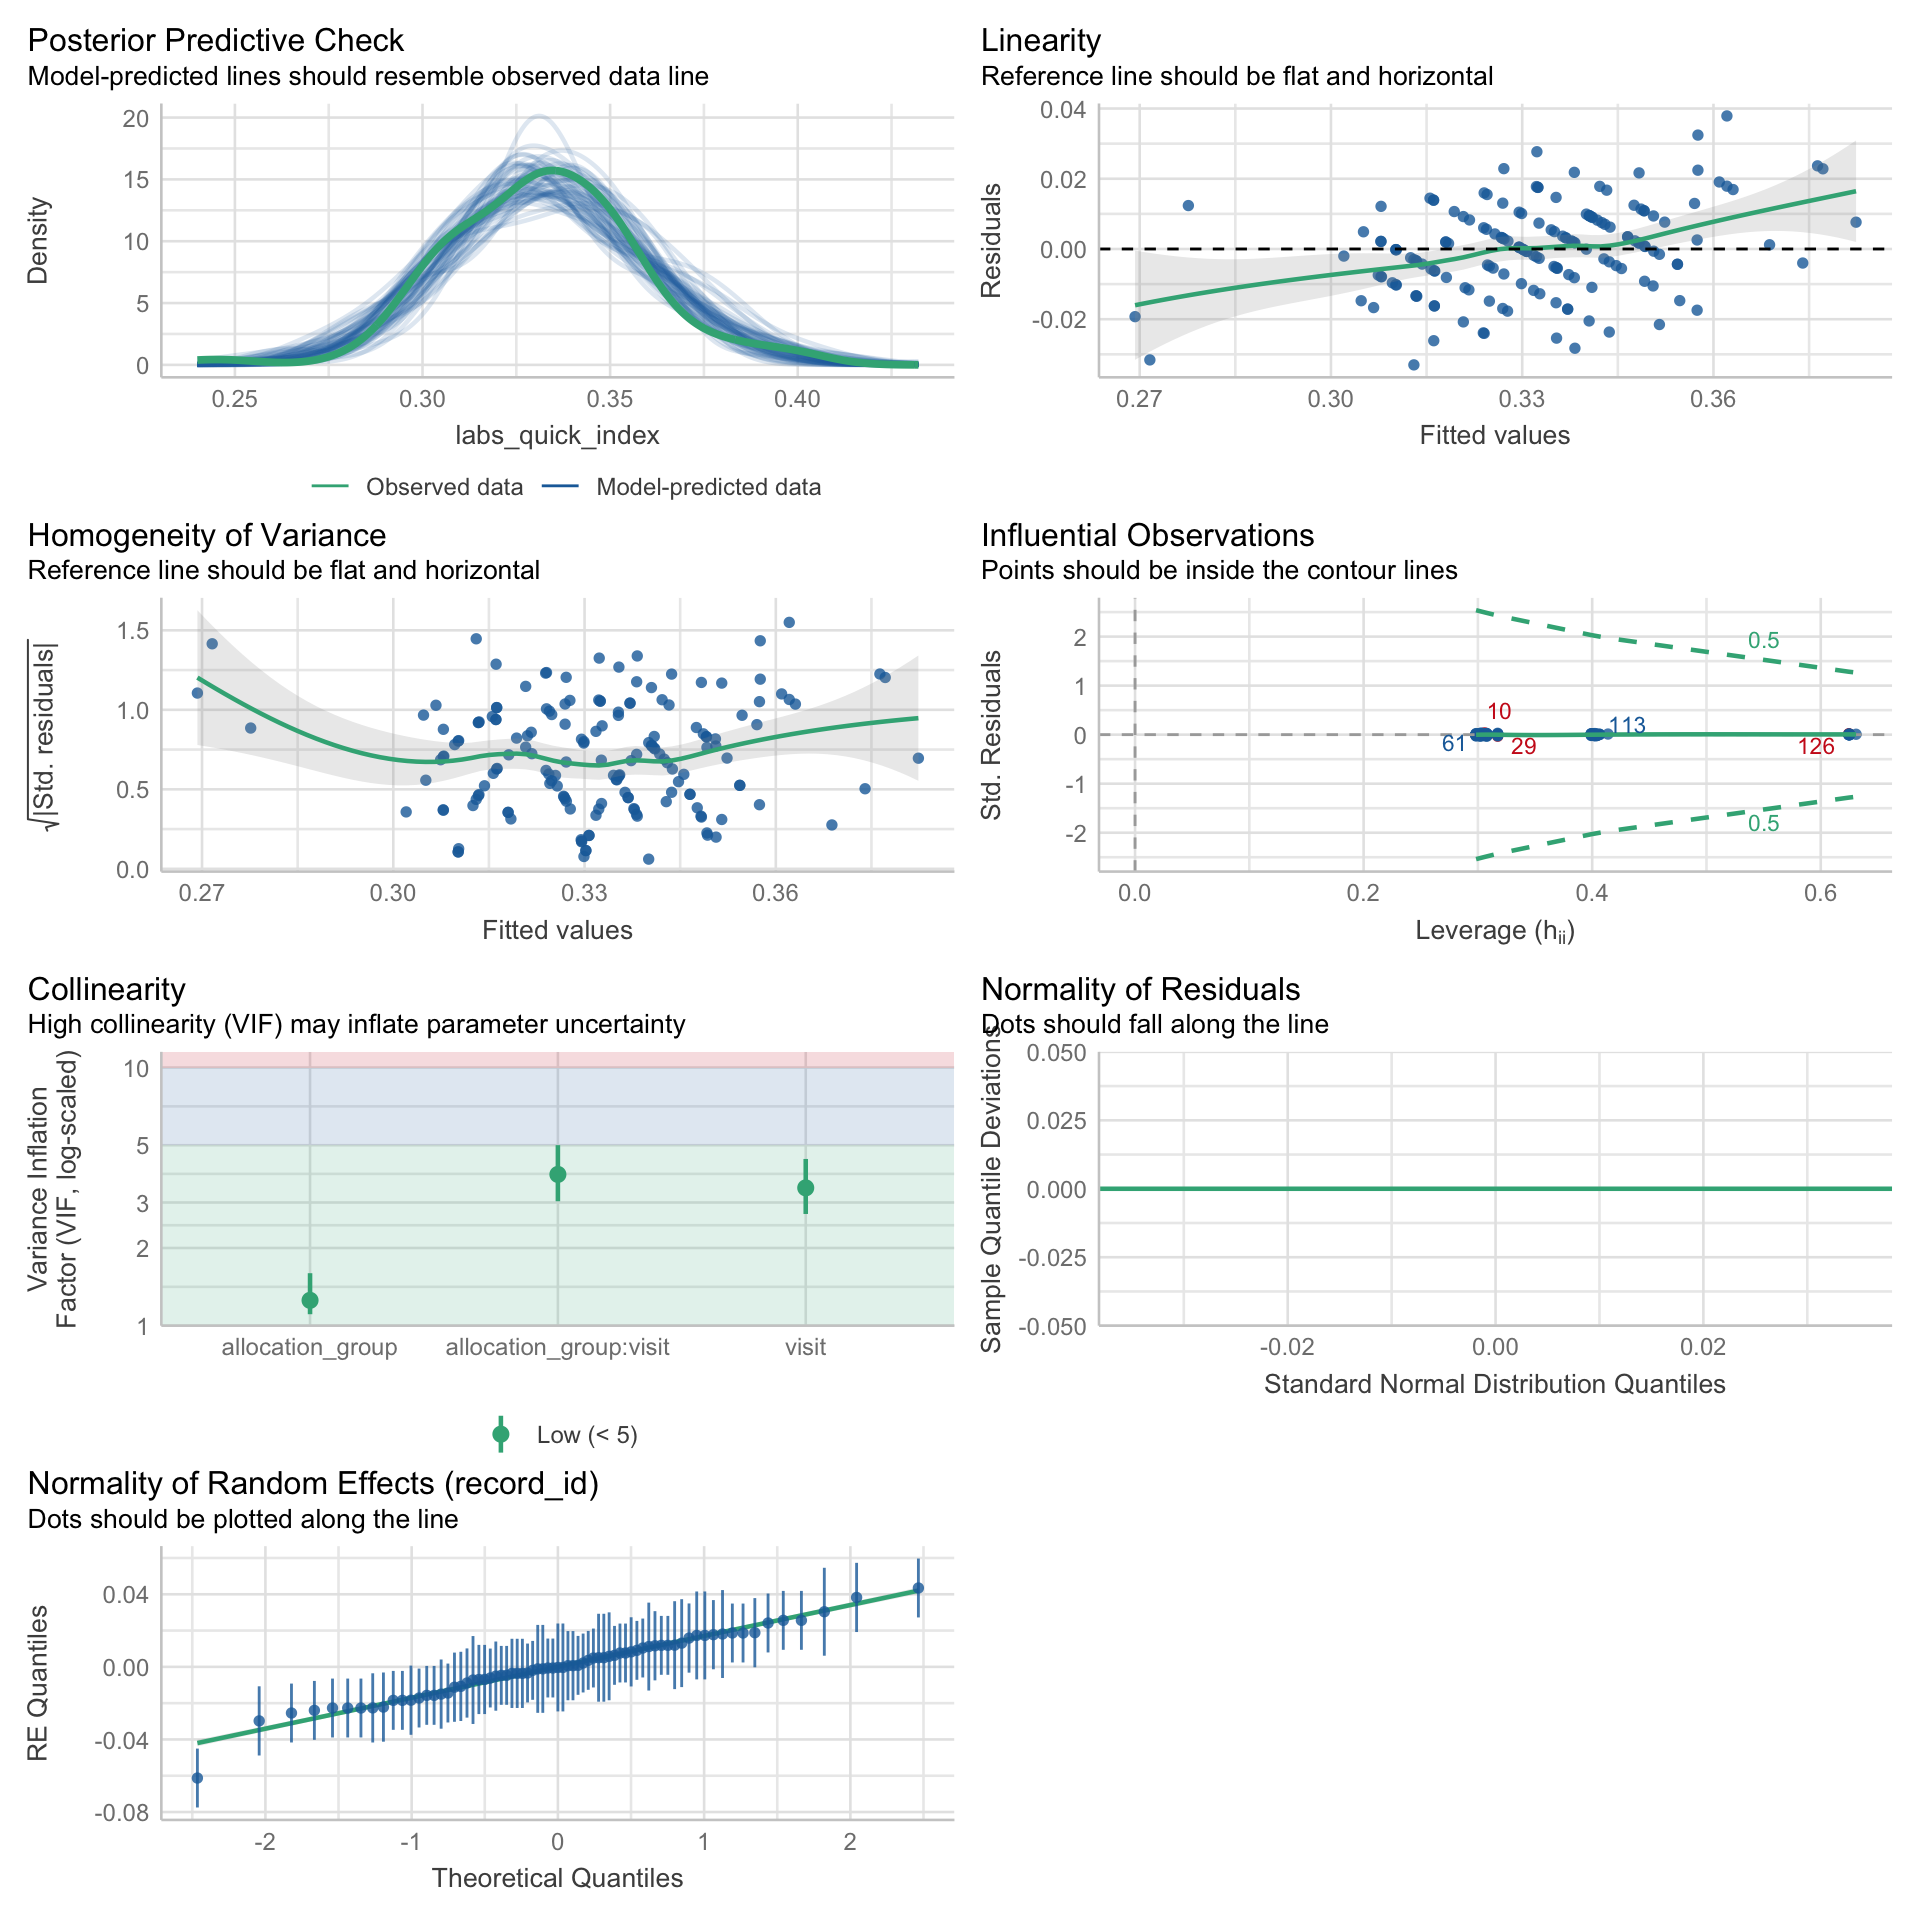 Posterior Predictive Check
Model-predicted lines should resemble observed data line
20
15
10
5
0
Density
0.25 0.30 0.35 0.40
labs_quick_index
Observed data Model-predicted data
Linearity
Reference line should be flat and horizontal
0.04
0.02
0.00
-0.02
Residuals
0.27 0.30 0.33 0.36
Fitted values
Homogeneity of Variance
Reference line should be flat and horizontal
1.5
1.0
0.5
0.0
√|Std. residuals|
0.27 0.30 0.33 0.36
Fitted values
Influential Observations
Points should be inside the contour lines
2
1
0
-1
-2
Std. Residuals
0.5
10
113
61
29
126
0.5
0.0 0.2 0.4 0.6
Leverage (hii)
Collinearity
High collinearity (VIF) may inflate parameter uncertainty
10
5
3
2
1
Variance Inflation
Factor (VIF, log-scaled)
allocation_group allocation_group:visit visit
Low (< 5)
Normality of Residuals
Dots should fall along the line
0.050
0.025
0.000
-0.025
-0.050
Sample Quantile Deviations
-0.02 0.00 0.02
Standard Normal Distribution Quantiles
Normality of Random Effects (record_id)
Dots should be plotted along the line
0.04
0.00
-0.04
-0.08
RE Quantiles
-2 -1 0 1 2
Theoretical Quantiles